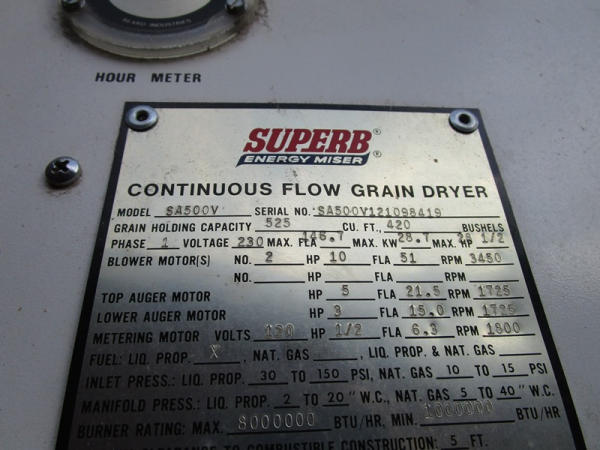 BEARD INDUSTRIES
HOUR METER
SUPERB®
ENERGY MISER®
CONTINUOUS FLOW GRAIN DRYER
MODEL SA500V SERIAL NO. SA500V121098419
GRAIN HOLDING CAPACITY 525 CU. FT., 420 BUSHELS
PHASE 1 VOLTAGE 230 MAX. FLA 146.7 MAX. KW 28.7 MAX. HP 28 1/2
BLOWER MOTOR(S) NO. 2 HP 10 FLA 51 RPM 3450
NO. HP FLA RPM
TOP AUGER MOTOR HP 5 FLA 21.5 RPM 1725
LOWER AUGER MOTOR HP 3 FLA 15.0 RPM 1725
METERING MOTOR VOLTS 130 HP 1/2 FLA 6.3 RPM 1800
FUEL: LIQ. PROP. X, NAT. GAS , LIQ. PROP. & NAT. GAS
INLET PRESS.: LIQ. PROP. 30 TO 150 PSI, NAT. GAS 10 TO 15 PSI
MANIFOLD PRESS.: LIQ. PROP. 2 TO 20" W.C., NAT. GAS 5 TO 40" W.C.
BURNER RATING: MAX. 8000000 BTU/HR. MIN. 1000000 BTU/HR
CLEARANCE TO COMBUSTIBLE CONSTRUCTION: 5 FT.